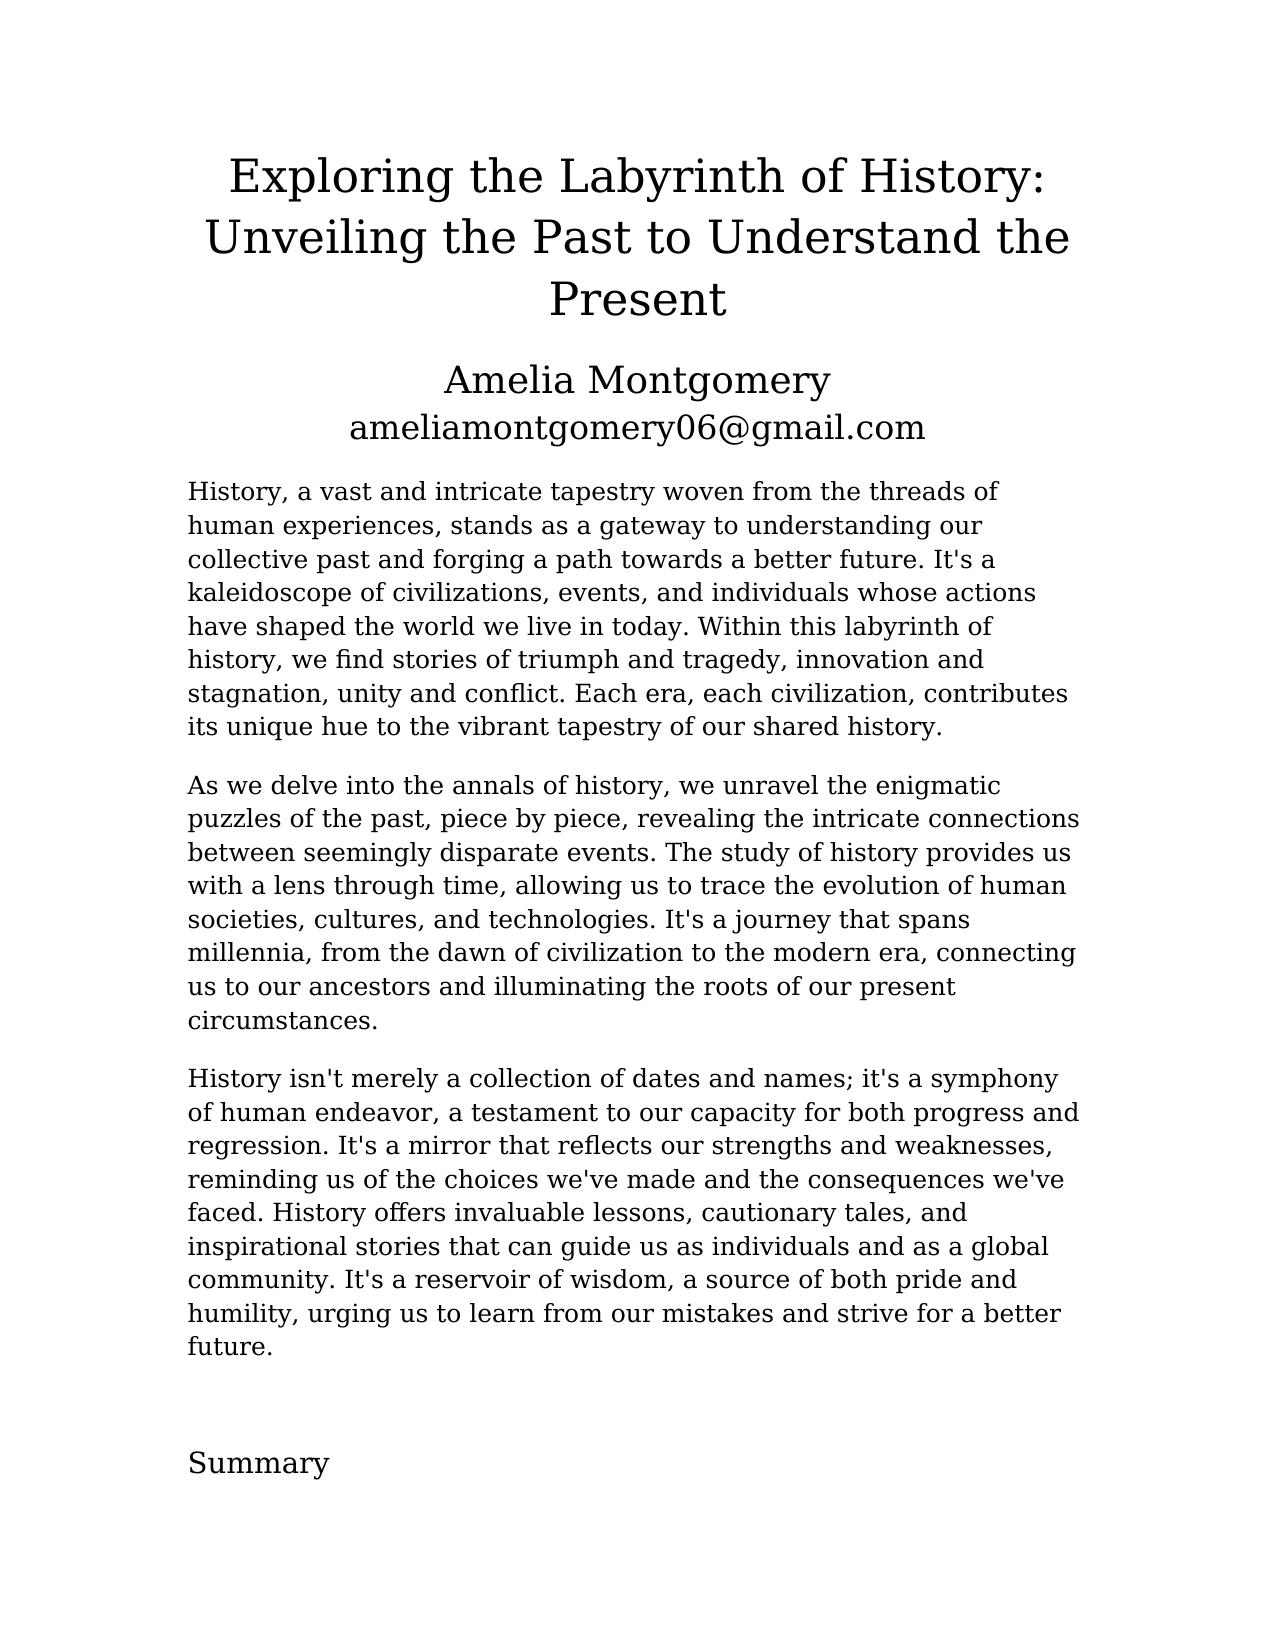 Exploring the Labyrinth of History:
Unveiling the Past to Understand the
Present
Amelia Montgomery
ameliamontgomery06@gmail.com
History, a vast and intricate tapestry woven from the threads of
human experiences, stands as a gateway to understanding our
collective past and forging a path towards a better future. It's a
kaleidoscope of civilizations, events, and individuals whose actions
have shaped the world we live in today. Within this labyrinth of
history, we find stories of triumph and tragedy, innovation and
stagnation, unity and conflict. Each era, each civilization, contributes
its unique hue to the vibrant tapestry of our shared history.
As we delve into the annals of history, we unravel the enigmatic
puzzles of the past, piece by piece, revealing the intricate connections
between seemingly disparate events. The study of history provides us
with a lens through time, allowing us to trace the evolution of human
societies, cultures, and technologies. It's a journey that spans
millennia, from the dawn of civilization to the modern era, connecting
us to our ancestors and illuminating the roots of our present
circumstances.
History isn't merely a collection of dates and names; it's a symphony
of human endeavor, a testament to our capacity for both progress and
regression. It's a mirror that reflects our strengths and weaknesses,
reminding us of the choices we've made and the consequences we've
faced. History offers invaluable lessons, cautionary tales, and
inspirational stories that can guide us as individuals and as a global
community. It's a reservoir of wisdom, a source of both pride and
humility, urging us to learn from our mistakes and strive for a better
future.
Summary